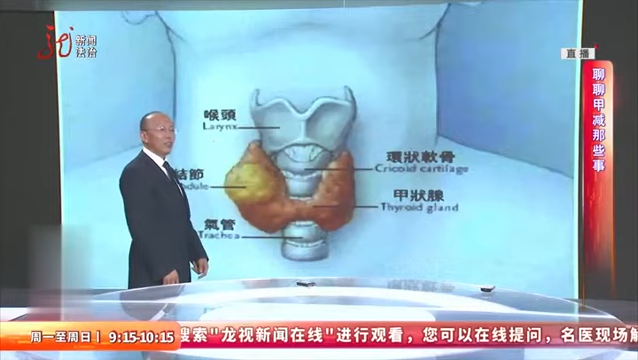 新闻
法治
直播
聊聊甲减那些事
喉頭
Larynx
環狀軟骨
Cricoid cartilage
結節
dule
甲狀腺
Thyroid gland
氣管
Trachea
周一至周日
9:15-10:15
搜索"龙视新闻在线"进行观看，您可以在线提问，名医现场解